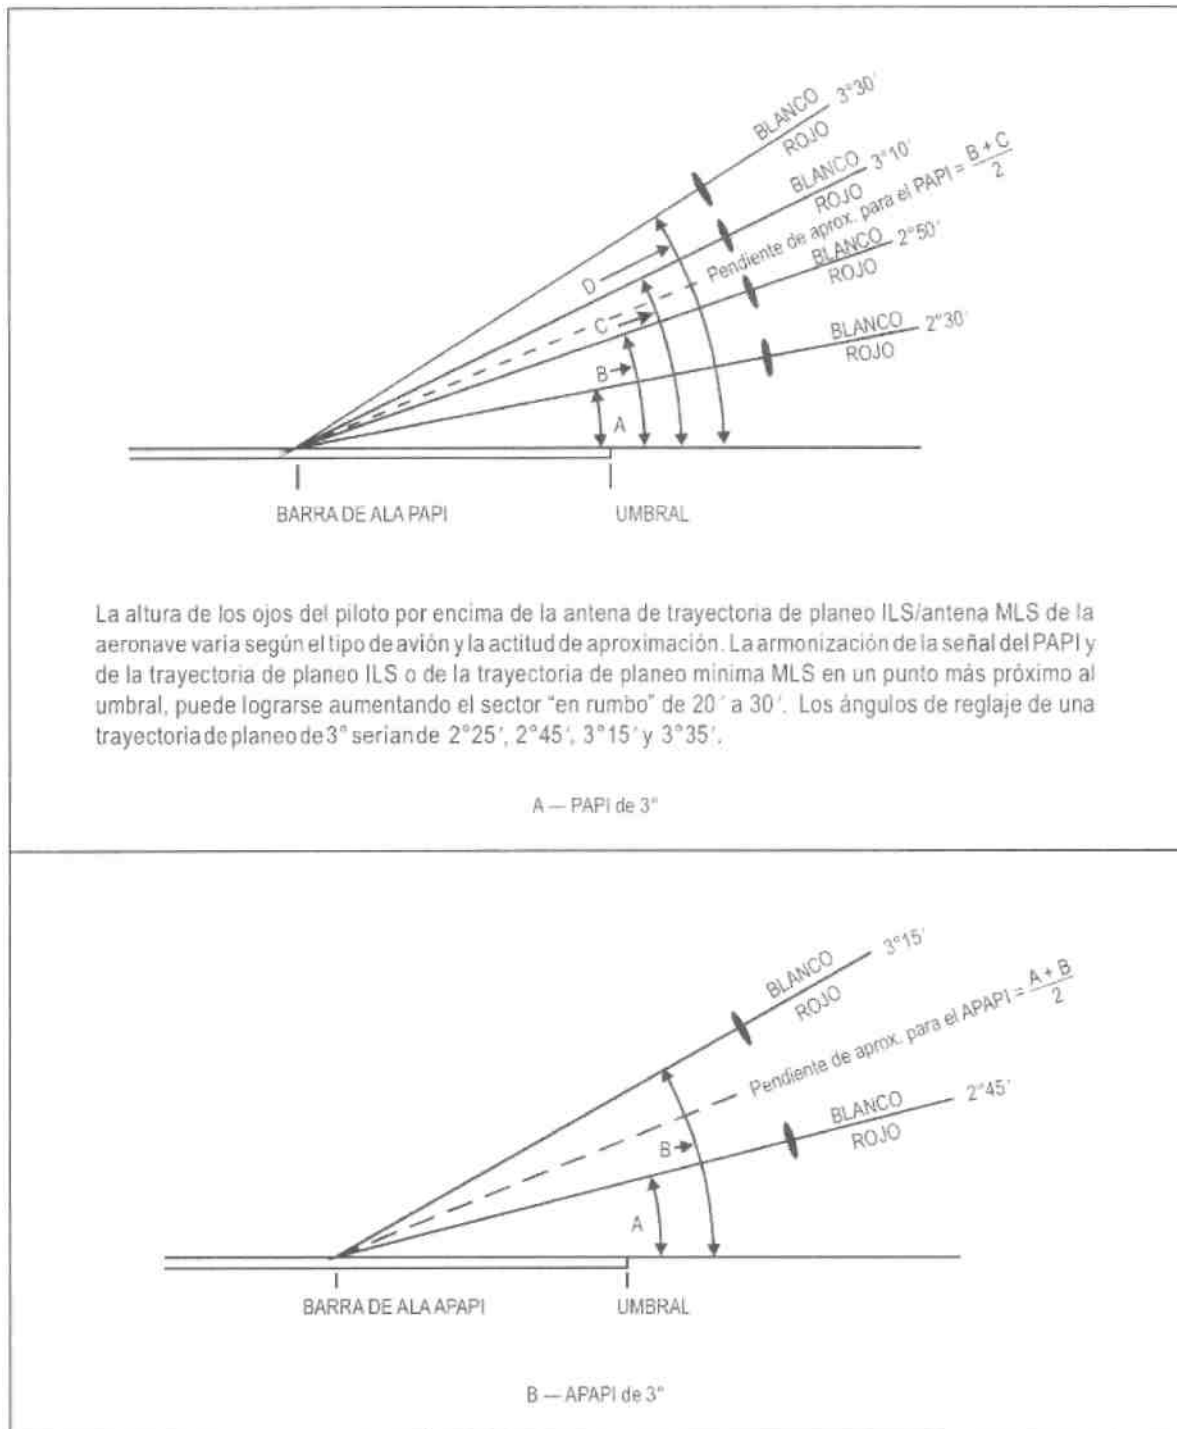 BLANCO 3°30′
ROJO
BLANCO 3°10′
ROJO
Pendiente de aprox. para el PAPI = B + C
2
BLANCO 2°50′
ROJO
BLANCO 2°30′
ROJO
D
C
B
A
BARRA DE ALA PAPI
UMBRAL
La altura de los ojos del piloto por encima de la antena de trayectoria de planeo ILS/antena MLS de la
aeronave varía según el tipo de avión y la actitud de aproximación. La armonización de la señal del PAPI y
de la trayectoria de planeo ILS o de la trayectoria de planeo mínima MLS en un punto más próximo al
umbral, puede lograrse aumentando el sector “en rumbo” de 20′ a 30′. Los ángulos de reglaje de una
trayectoria de planeo de 3° serían de 2°25′, 2°45′, 3°15′ y 3°35′.
A — PAPI de 3°
BLANCO 3°15′
ROJO
Pendiente de aprox. para el APAPI = A + B
2
BLANCO 2°45′
ROJO
B
A
BARRA DE ALA APAPI
UMBRAL
B — APAPI de 3°